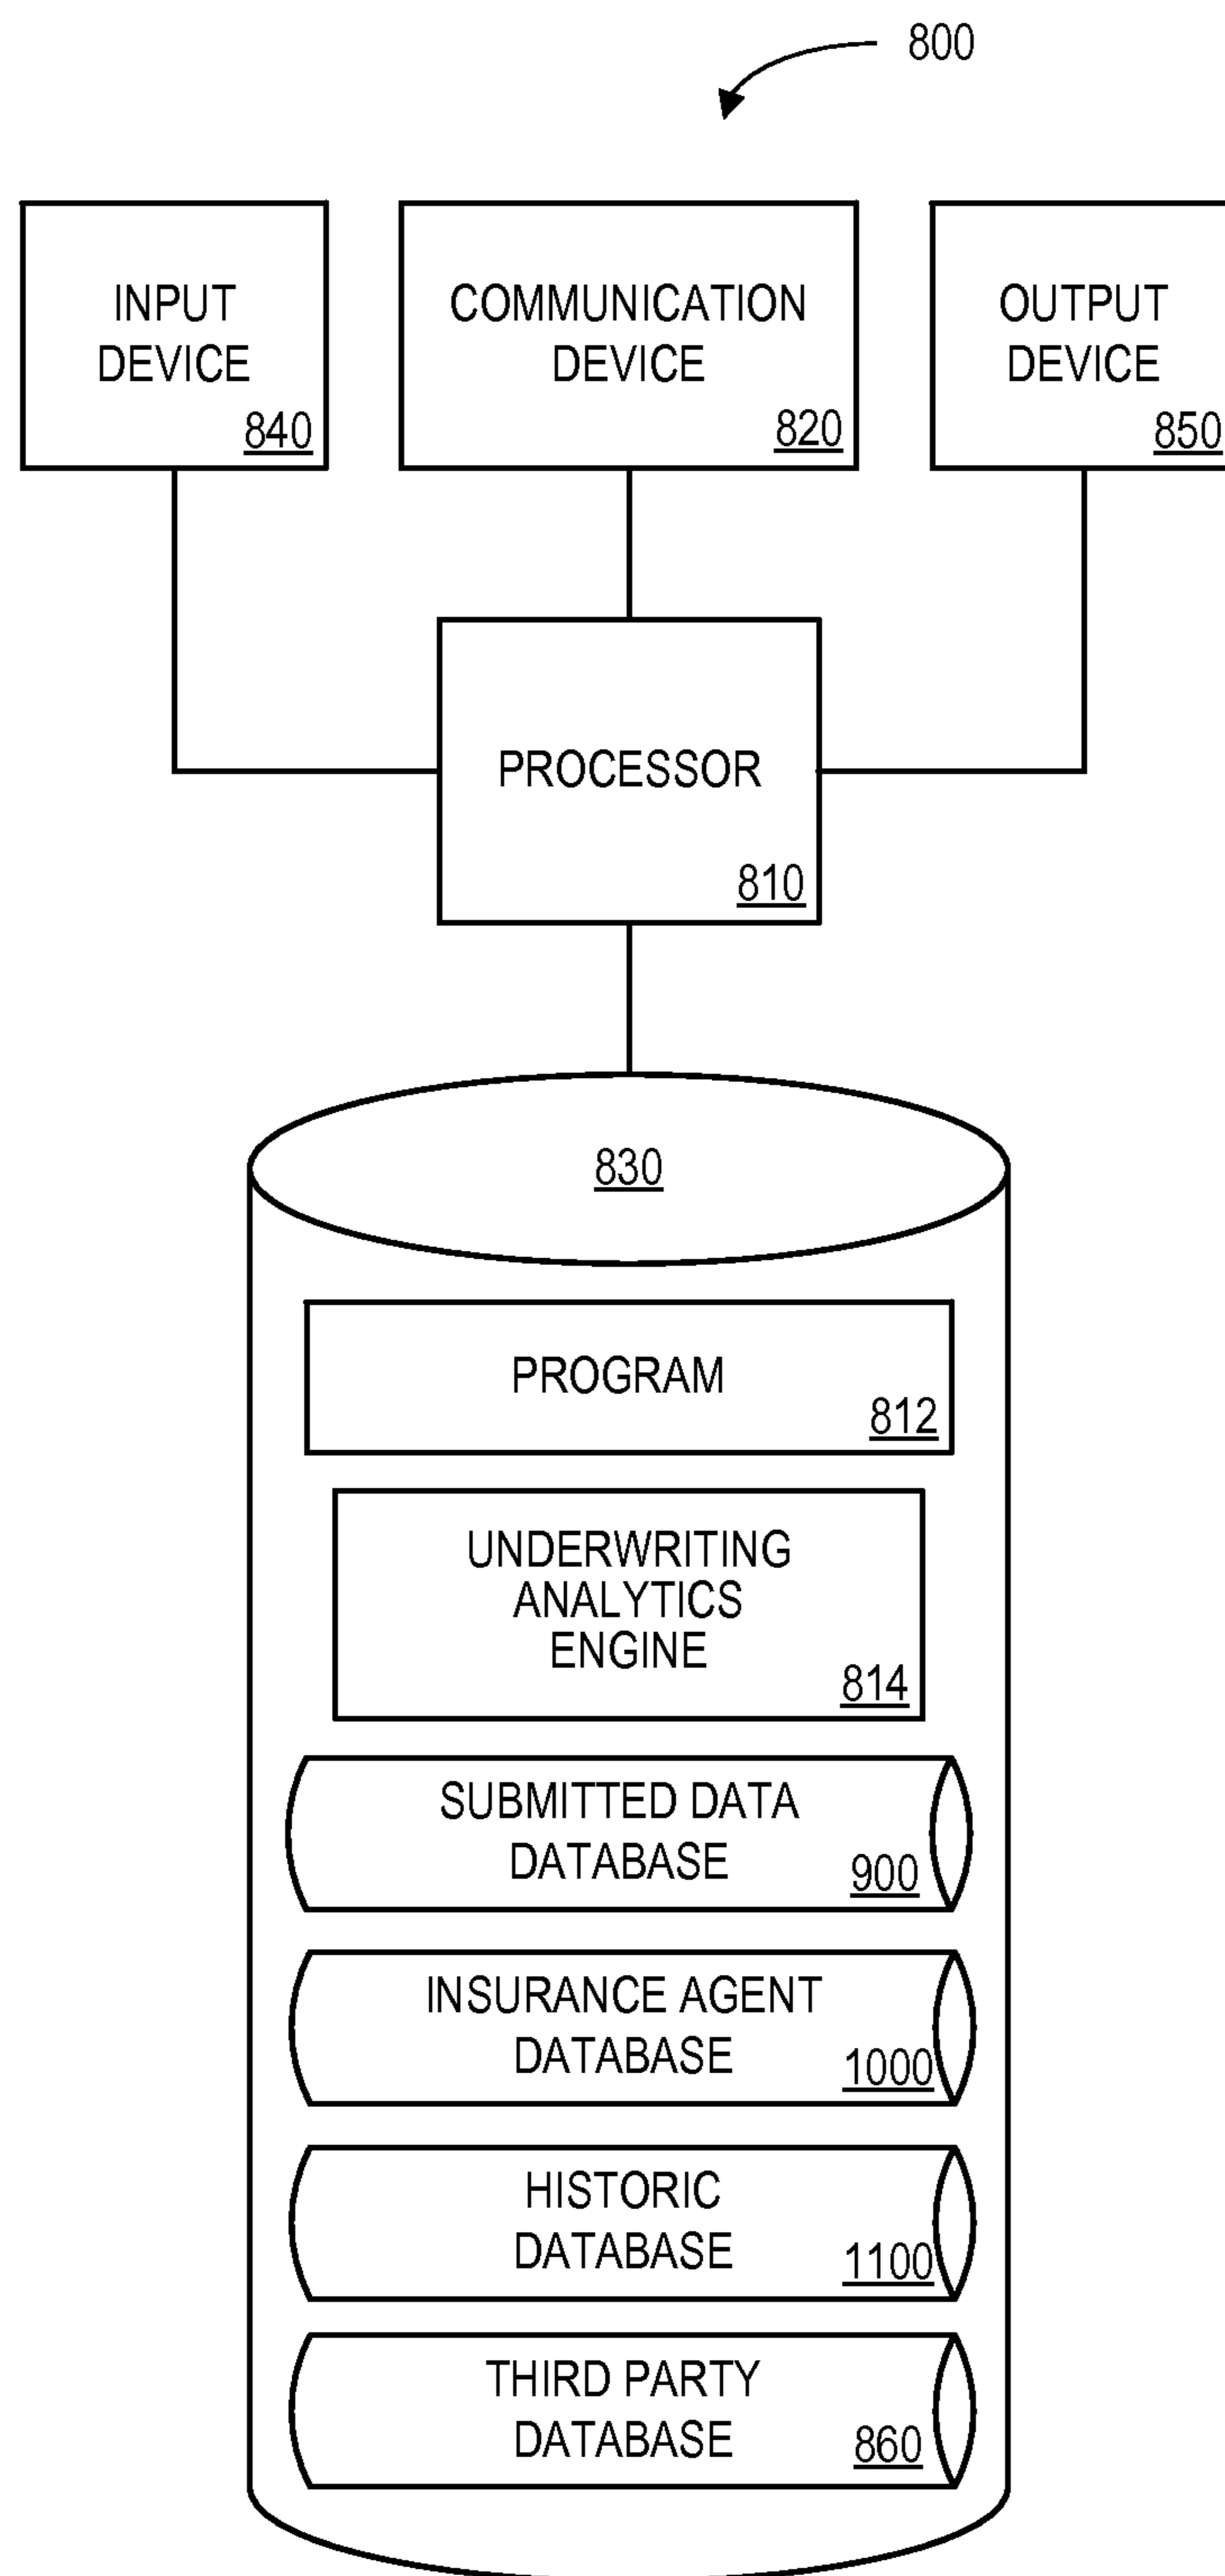 800
INPUT
DEVICE
840
COMMUNICATION
DEVICE
820
OUTPUT
DEVICE
850
PROCESSOR
810
830
PROGRAM
812
UNDERWRITING
ANALYTICS
ENGINE
814
SUBMITTED DATA
DATABASE
900
INSURANCE AGENT
DATABASE
1000
HISTORIC
DATABASE
1100
THIRD PARTY
DATABASE
860